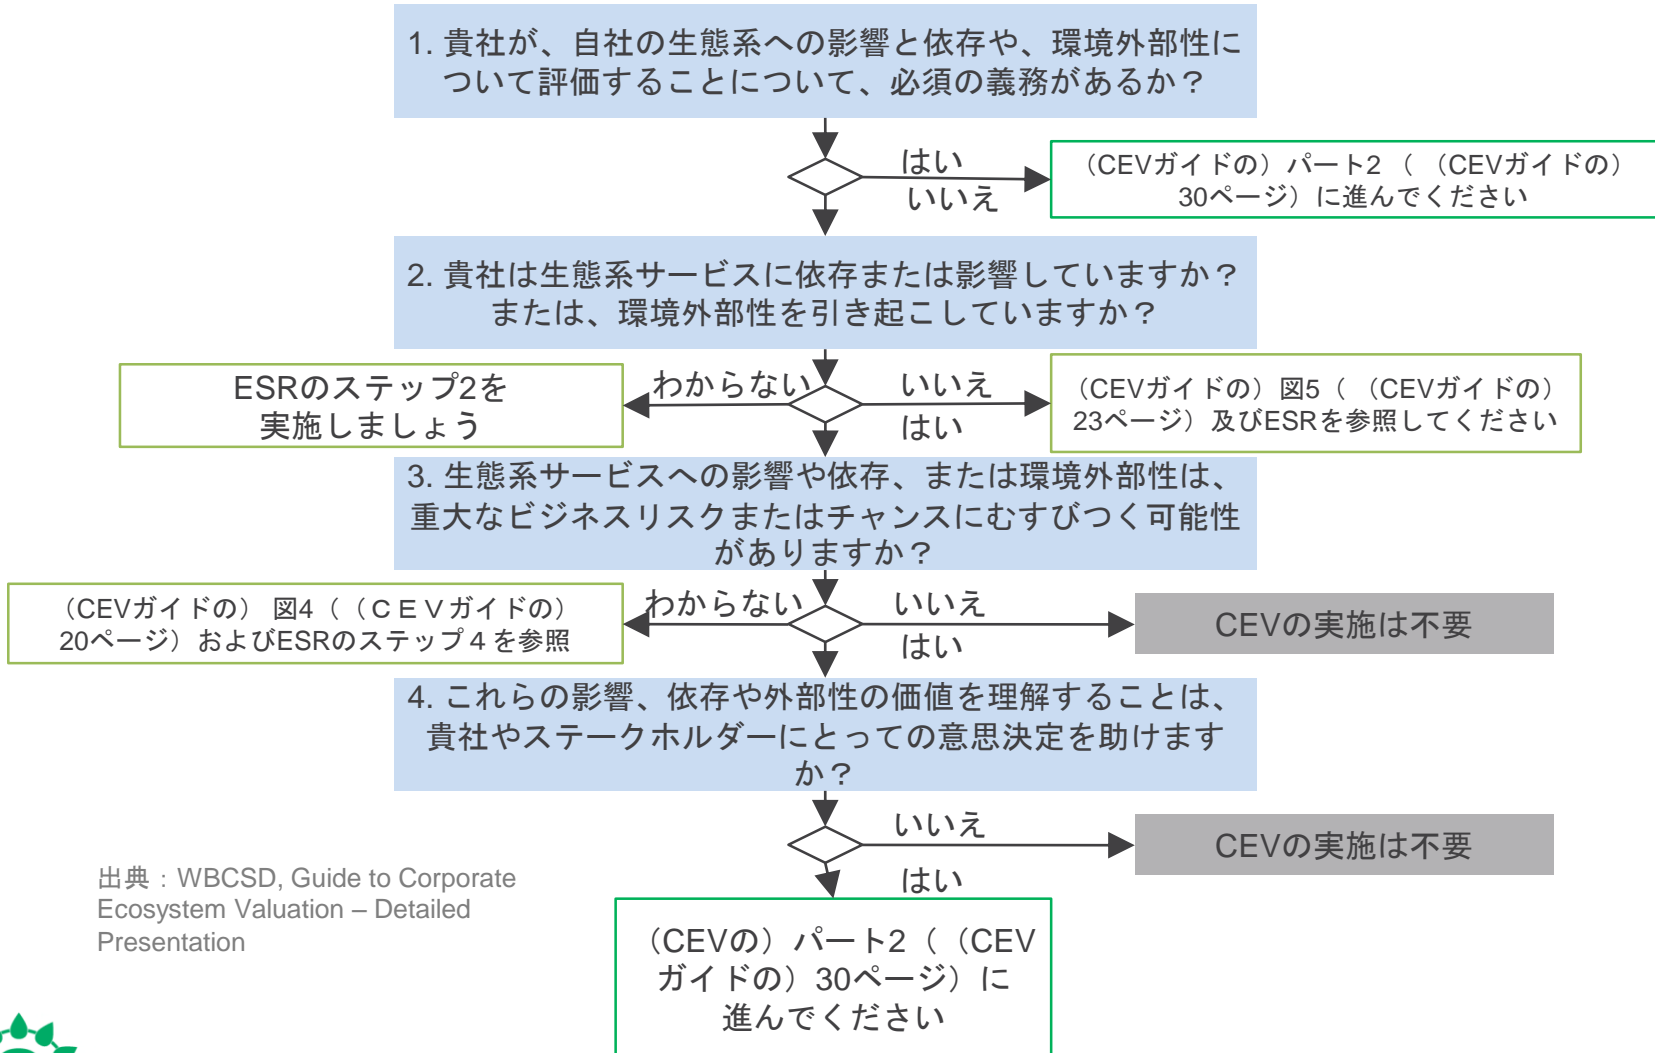 1. 貴社が、自社の生態系への影響と依存や、環境外部性に
ついて評価することについて、必須の義務があるか？
はい
いいえ
（CEVガイドの）パート2 （ （CEVガイドの）
30ページ）に進んでください
2. 貴社は生態系サービスに依存または影響していますか？
または、環境外部性を引き起こしていますか？
ESRのステップ2を
実施しましょう
わからない
いいえ
はい
（CEVガイドの）図5（ （CEVガイドの）
23ページ）及びESRを参照してください
3. 生態系サービスへの影響や依存、または環境外部性は、
重大なビジネスリスクまたはチャンスにむすびつく可能性
がありますか？
（CEVガイドの） 図4（（ＣＥＶガイドの）
20ページ）およびESRのステップ４を参照
わからない
いいえ
はい
CEVの実施は不要
4. これらの影響、依存や外部性の価値を理解することは、
貴社やステークホルダーにとっての意思決定を助けます
か？
いいえ
はい
CEVの実施は不要
出典：WBCSD, Guide to Corporate
Ecosystem Valuation – Detailed
Presentation
（CEVの）パート2（（CEV
ガイドの）30ページ）に
進んでください